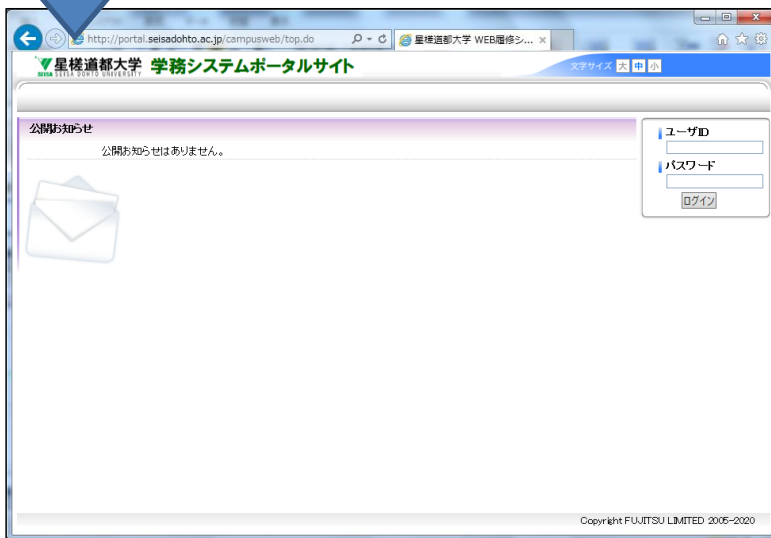 http://portal.seisadohto.ac.jp/campusweb/top.do
星槎道都大学 WEB履修シ...
星槎道都大学 学務システムポータルサイト
SEISA SEISA DOHTO UNIVERSITY
文字サイズ 大 中 小
公開お知らせ
公開お知らせはありません。
ユーザID
パスワード
ログイン
Copyright FUJITSU LIMITED 2005-2020